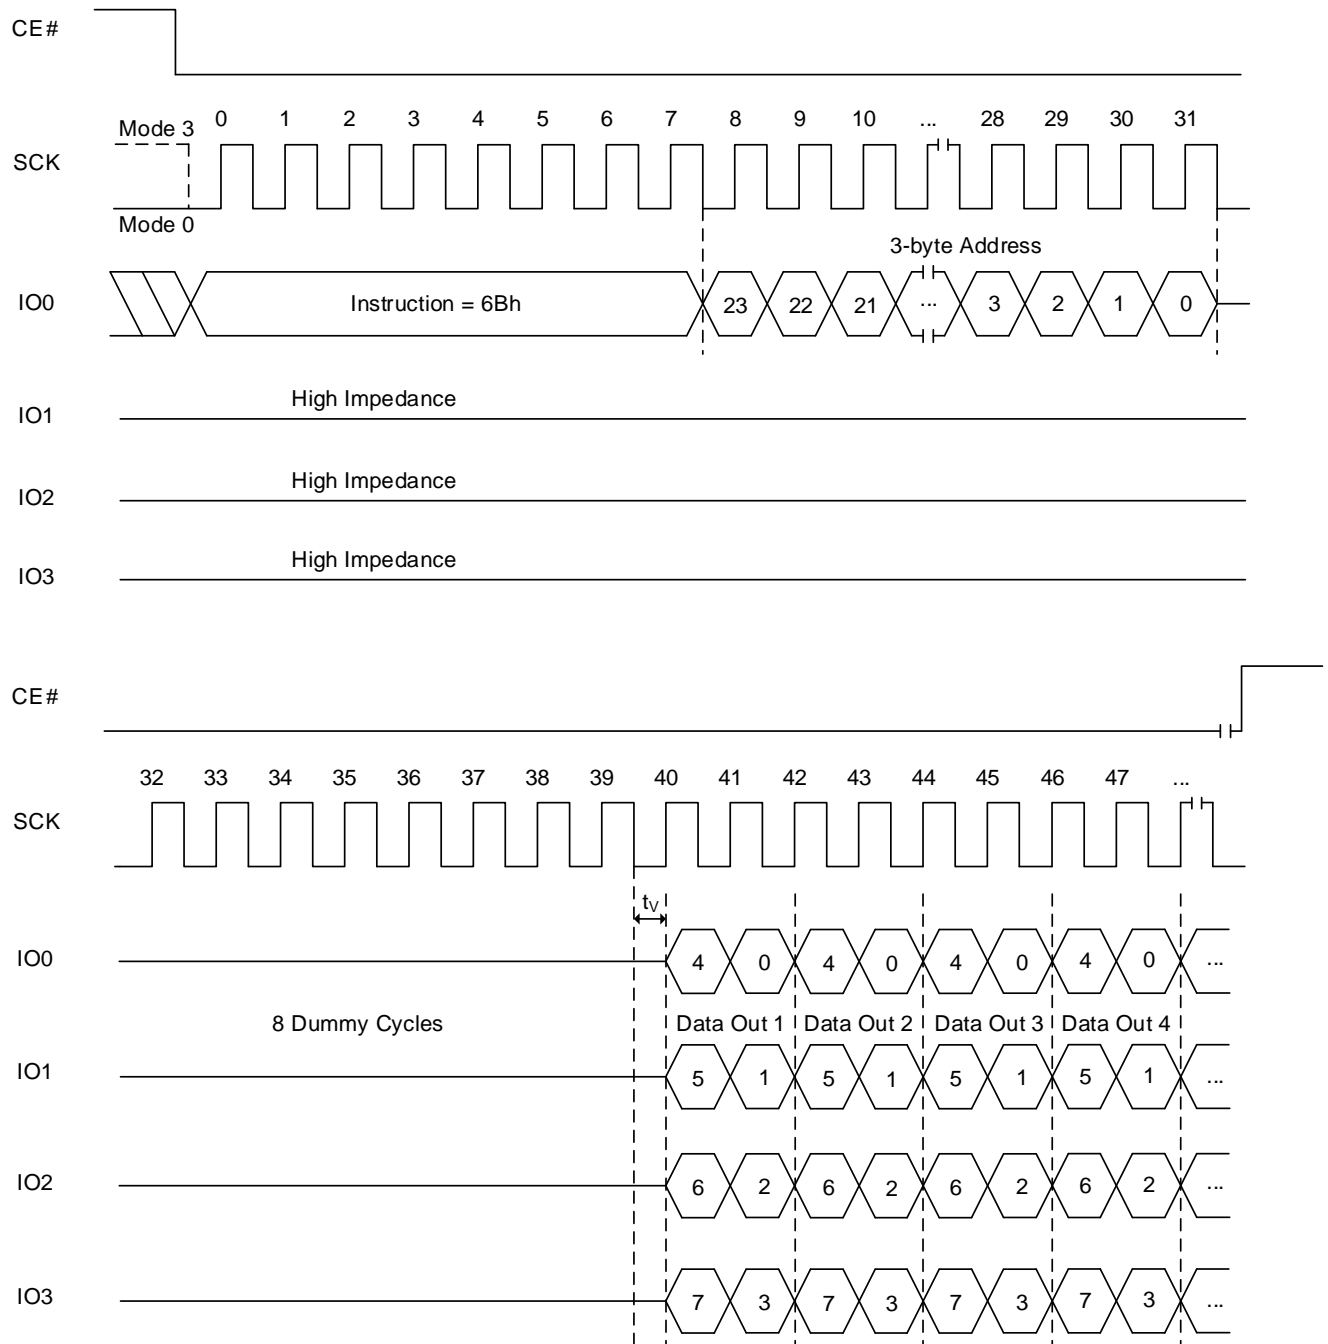 CE#
Mode 3 0 1 2 3 4 5 6 7 8 9 10 ... 28 29 30 31
SCK
Mode 0
3-byte Address
IO0 Instruction = 6Bh 23 22 21 ... 3 2 1 0
High Impedance
IO1
High Impedance
IO2
High Impedance
IO3
CE#
32 33 34 35 36 37 38 39 40 41 42 43 44 45 46 47 ...
SCK
tV
IO0 4 0 4 0 4 0 4 0 ...
8 Dummy Cycles Data Out 1 Data Out 2 Data Out 3 Data Out 4
IO1 5 1 5 1 5 1 5 1 ...
IO2 6 2 6 2 6 2 6 2 ...
IO3 7 3 7 3 7 3 7 3 ...